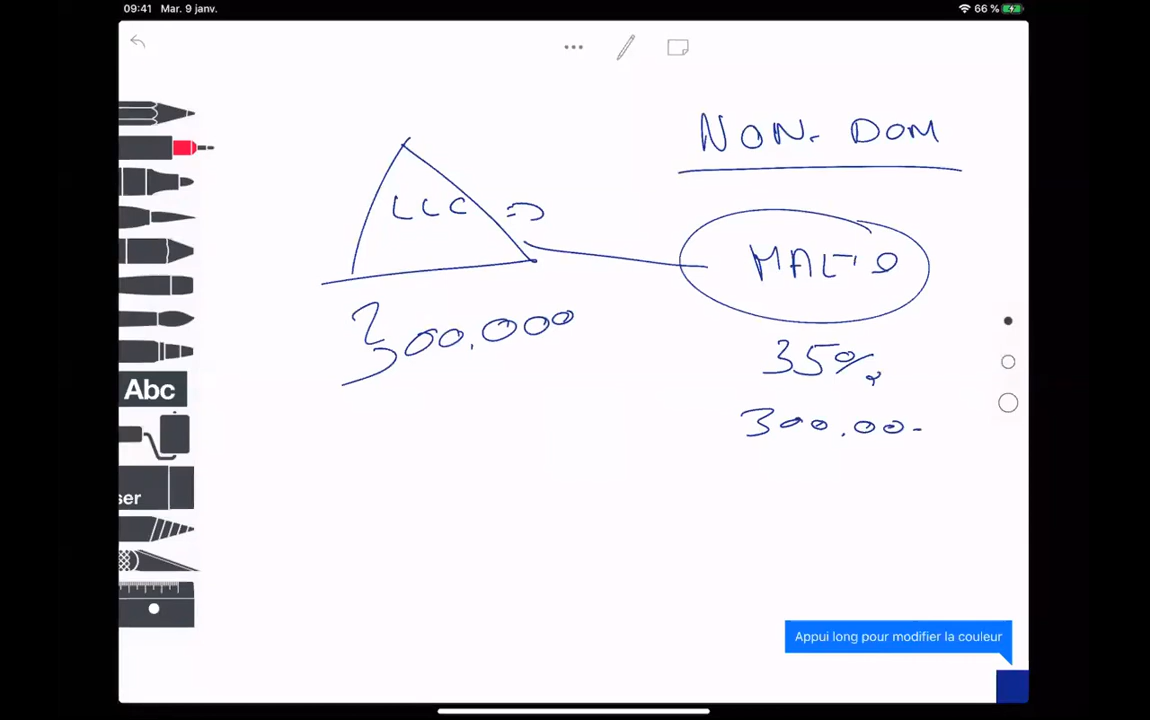 09:41 Mar. 9 janv.
66 %
NON. DOM
LLC =>
MALTE
300.000
35%
300.00-
Abc
ser
Appui long pour modifier la couleur